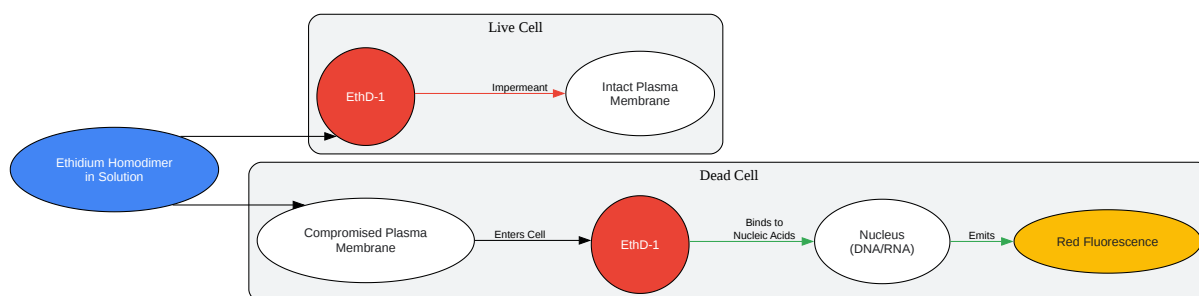 Live Cell
EthD-1
Impermeant
Intact Plasma
Membrane
Ethidium Homodimer
in Solution
Dead Cell
Compromised Plasma
Membrane
Enters Cell
EthD-1
Binds to
Nucleic Acids
Nucleus
(DNA/RNA)
Emits
Red Fluorescence